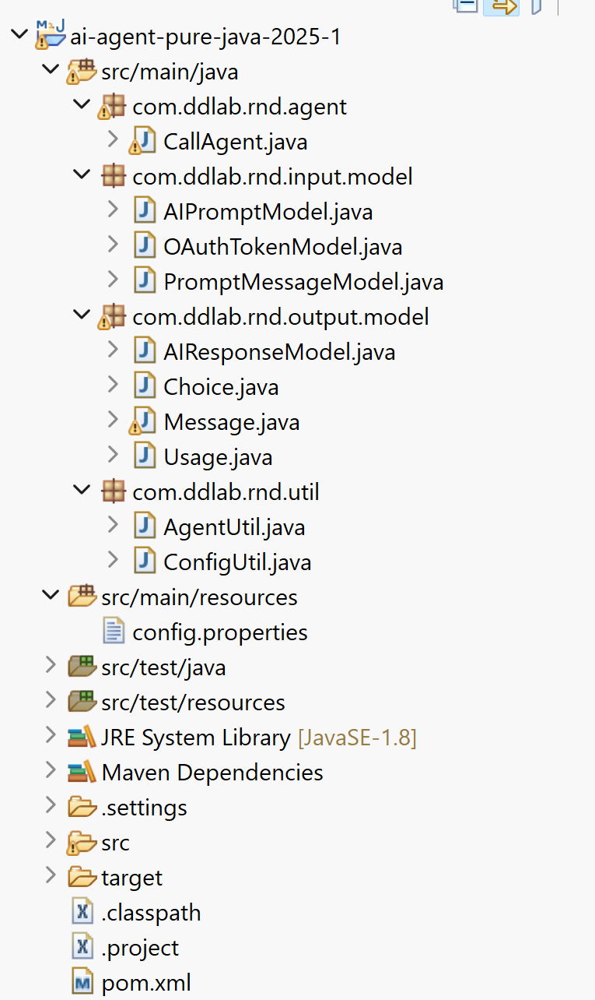 ai-agent-pure-java-2025-1
src/main/java
com.ddlab.rnd.agent
CallAgent.java
com.ddlab.rnd.input.model
AIPromptModel.java
OAuthTokenModel.java
PromptMessageModel.java
com.ddlab.rnd.output.model
AIResponseModel.java
Choice.java
Message.java
Usage.java
com.ddlab.rnd.util
AgentUtil.java
ConfigUtil.java
src/main/resources
config.properties
src/test/java
src/test/resources
JRE System Library [JavaSE-1.8]
Maven Dependencies
.settings
src
target
.classpath
.project
pom.xml